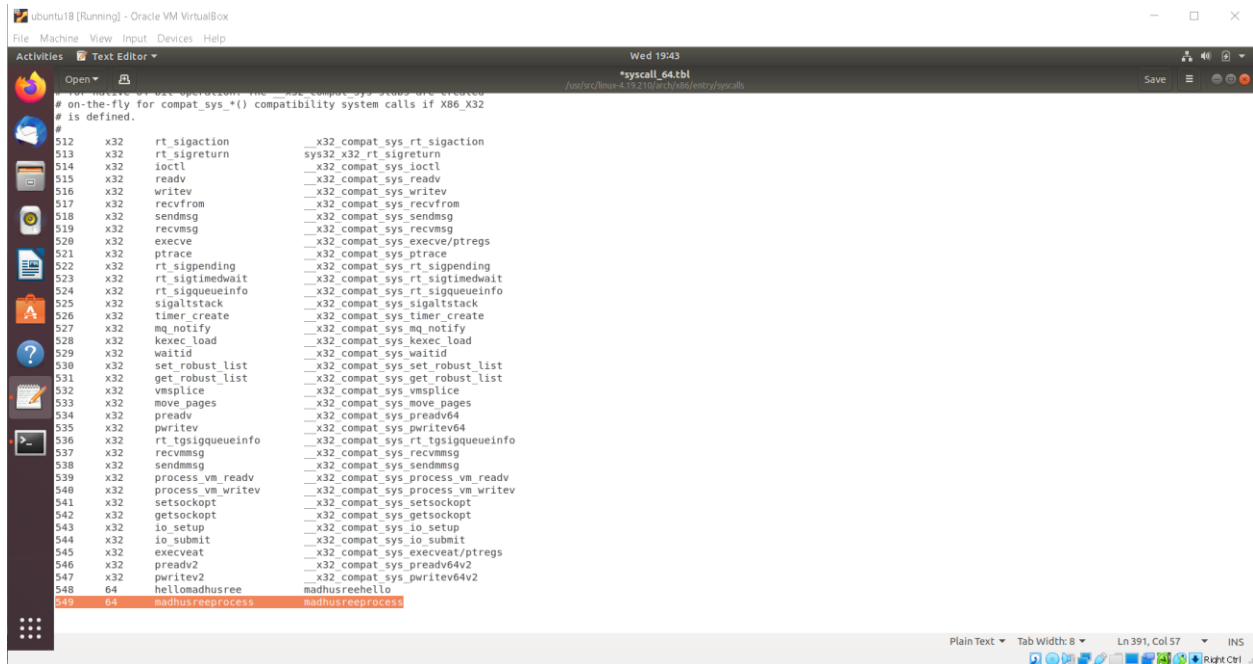 ubuntu18 [Running] - Oracle VM VirtualBox
File Machine View Input Devices Help
Activities Text Editor Wed 19:43
Open *syscall_64.tbl Save
/usr/src/linux-4.19.210/arch/x86/entry/syscalls
# for native 64-bit operation. The __x32_compat_sys stubs are created
# on-the-fly for compat_sys_*() compatibility system calls if X86_X32
# is defined.
#
512 x32 rt_sigaction __x32_compat_sys_rt_sigaction
513 x32 rt_sigreturn sys32_x32_rt_sigreturn
514 x32 ioctl __x32_compat_sys_ioctl
515 x32 readv __x32_compat_sys_readv
516 x32 writev __x32_compat_sys_writev
517 x32 recvfrom __x32_compat_sys_recvfrom
518 x32 sendmsg __x32_compat_sys_sendmsg
519 x32 recvmsg __x32_compat_sys_recvmsg
520 x32 execve __x32_compat_sys_execve/ptregs
521 x32 ptrace __x32_compat_sys_ptrace
522 x32 rt_sigpending __x32_compat_sys_rt_sigpending
523 x32 rt_sigtimedwait __x32_compat_sys_rt_sigtimedwait
524 x32 rt_sigqueueinfo __x32_compat_sys_rt_sigqueueinfo
525 x32 sigaltstack __x32_compat_sys_sigaltstack
526 x32 timer_create __x32_compat_sys_timer_create
527 x32 mq_notify __x32_compat_sys_mq_notify
528 x32 kexec_load __x32_compat_sys_kexec_load
529 x32 waitid __x32_compat_sys_waitid
530 x32 set_robust_list __x32_compat_sys_set_robust_list
531 x32 get_robust_list __x32_compat_sys_get_robust_list
532 x32 vmsplice __x32_compat_sys_vmsplice
533 x32 move_pages __x32_compat_sys_move_pages
534 x32 preadv __x32_compat_sys_preadv64
535 x32 pwritev __x32_compat_sys_pwritev64
536 x32 rt_tgsigqueueinfo __x32_compat_sys_rt_tgsigqueueinfo
537 x32 recvmmsg __x32_compat_sys_recvmmsg
538 x32 sendmmsg __x32_compat_sys_sendmmsg
539 x32 process_vm_readv __x32_compat_sys_process_vm_readv
540 x32 process_vm_writev __x32_compat_sys_process_vm_writev
541 x32 setsockopt __x32_compat_sys_setsockopt
542 x32 getsockopt __x32_compat_sys_getsockopt
543 x32 io_setup __x32_compat_sys_io_setup
544 x32 io_submit __x32_compat_sys_io_submit
545 x32 execveat __x32_compat_sys_execveat/ptregs
546 x32 preadv2 __x32_compat_sys_preadv64v2
547 x32 pwritev2 __x32_compat_sys_pwritev64v2
548 64 hellomadhusree madhusreehello
549 64 madhusreeprocess madhusreeprocess
Plain Text Tab Width: 8 Ln 391, Col 57 INS
Right Ctrl